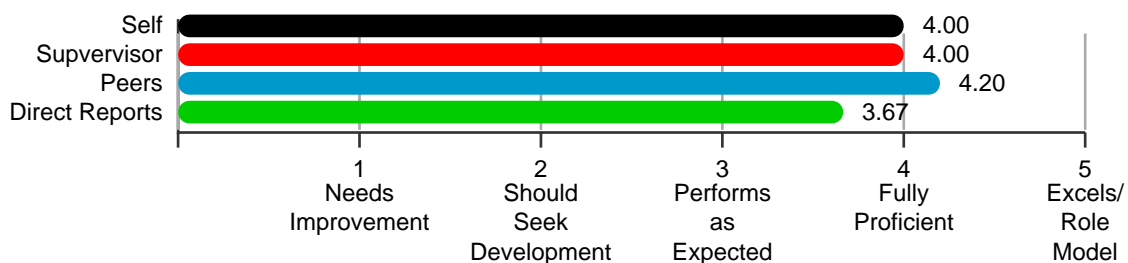 Self 4.00
Supvervisor 4.00
Peers 4.20
Direct Reports 3.67
1 2 3 4 5
Needs Should Performs Fully Excels/
Improvement Seek as Proficient Role
Development Expected Model